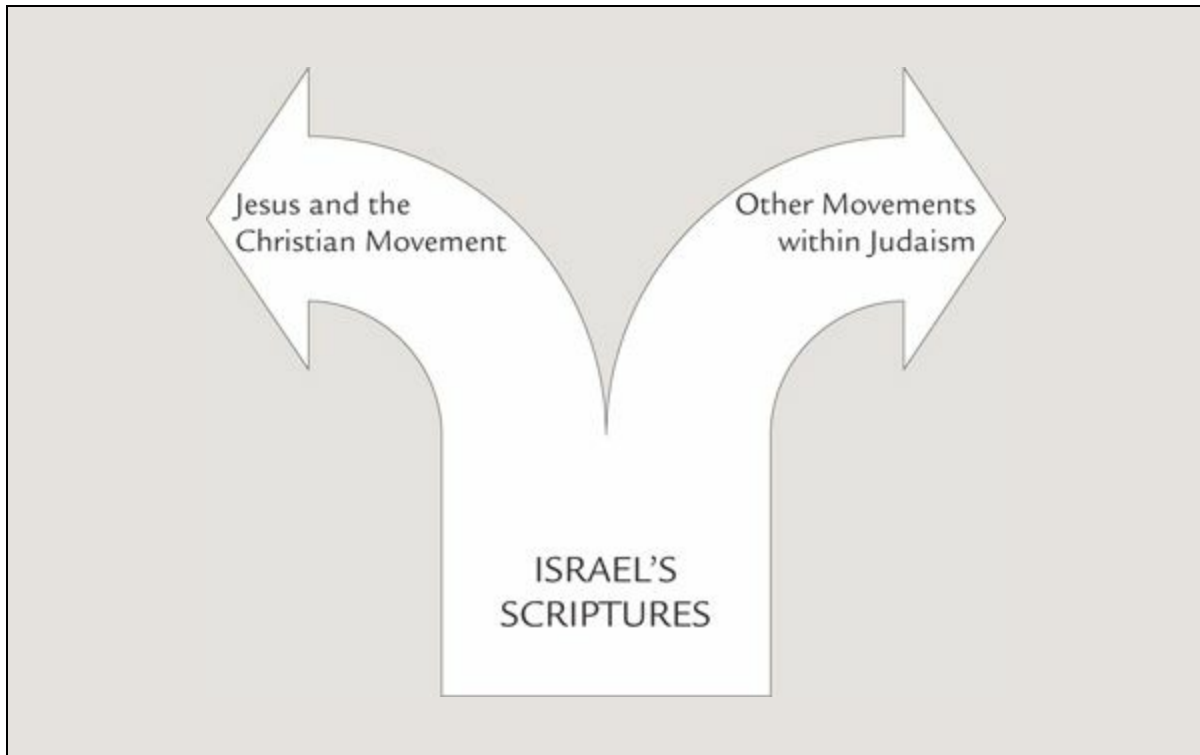 Jesus and the
Christian Movement
Other Movements
within Judaism
ISRAEL’S
SCRIPTURES